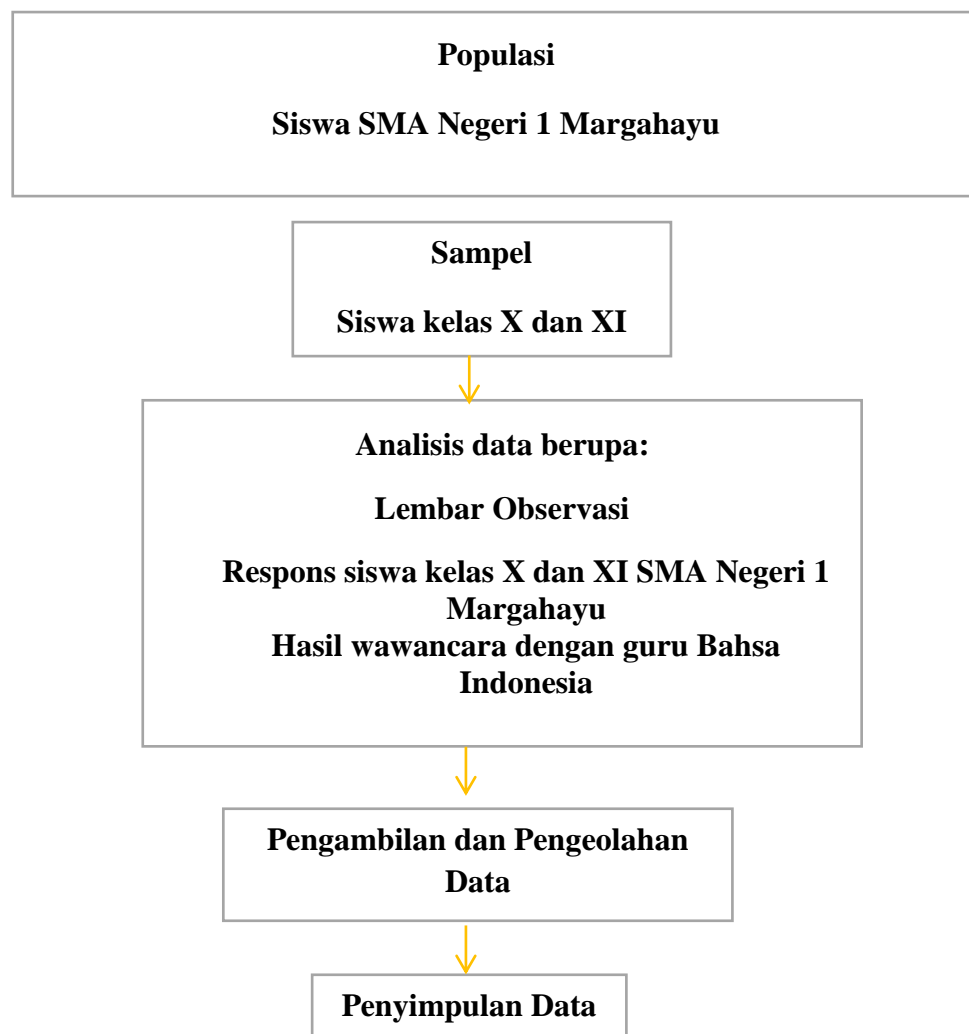 Populasi
Siswa SMA Negeri 1 Margahayu
Sampel
Siswa kelas X dan XI
Analisis data berupa:
Lembar Observasi
Respons siswa kelas X dan XI SMA Negeri 1
Margahayu
Hasil wawancara dengan guru Bahsa
Indonesia
Pengambilan dan Pengeolahan
Data
Penyimpulan Data